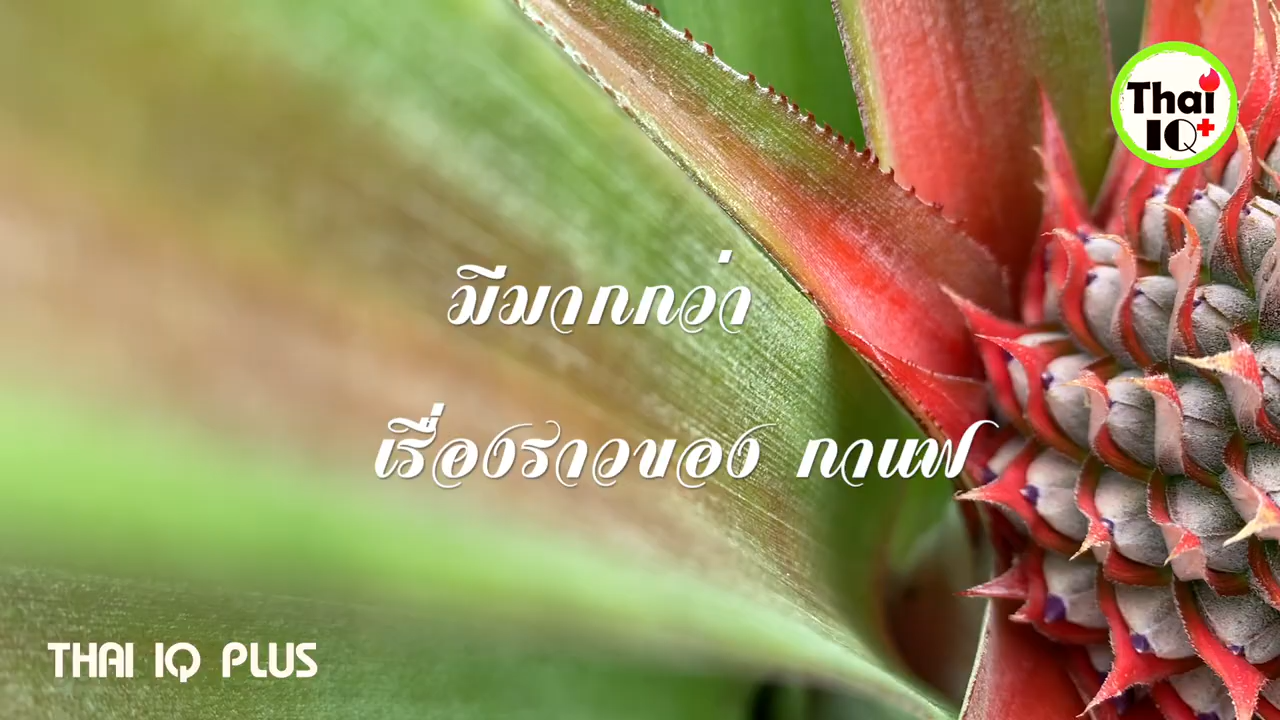 Thai
IQ+
มีมากกว่า
เรื่องราวของ กาแฟ
THAI IQ PLUS